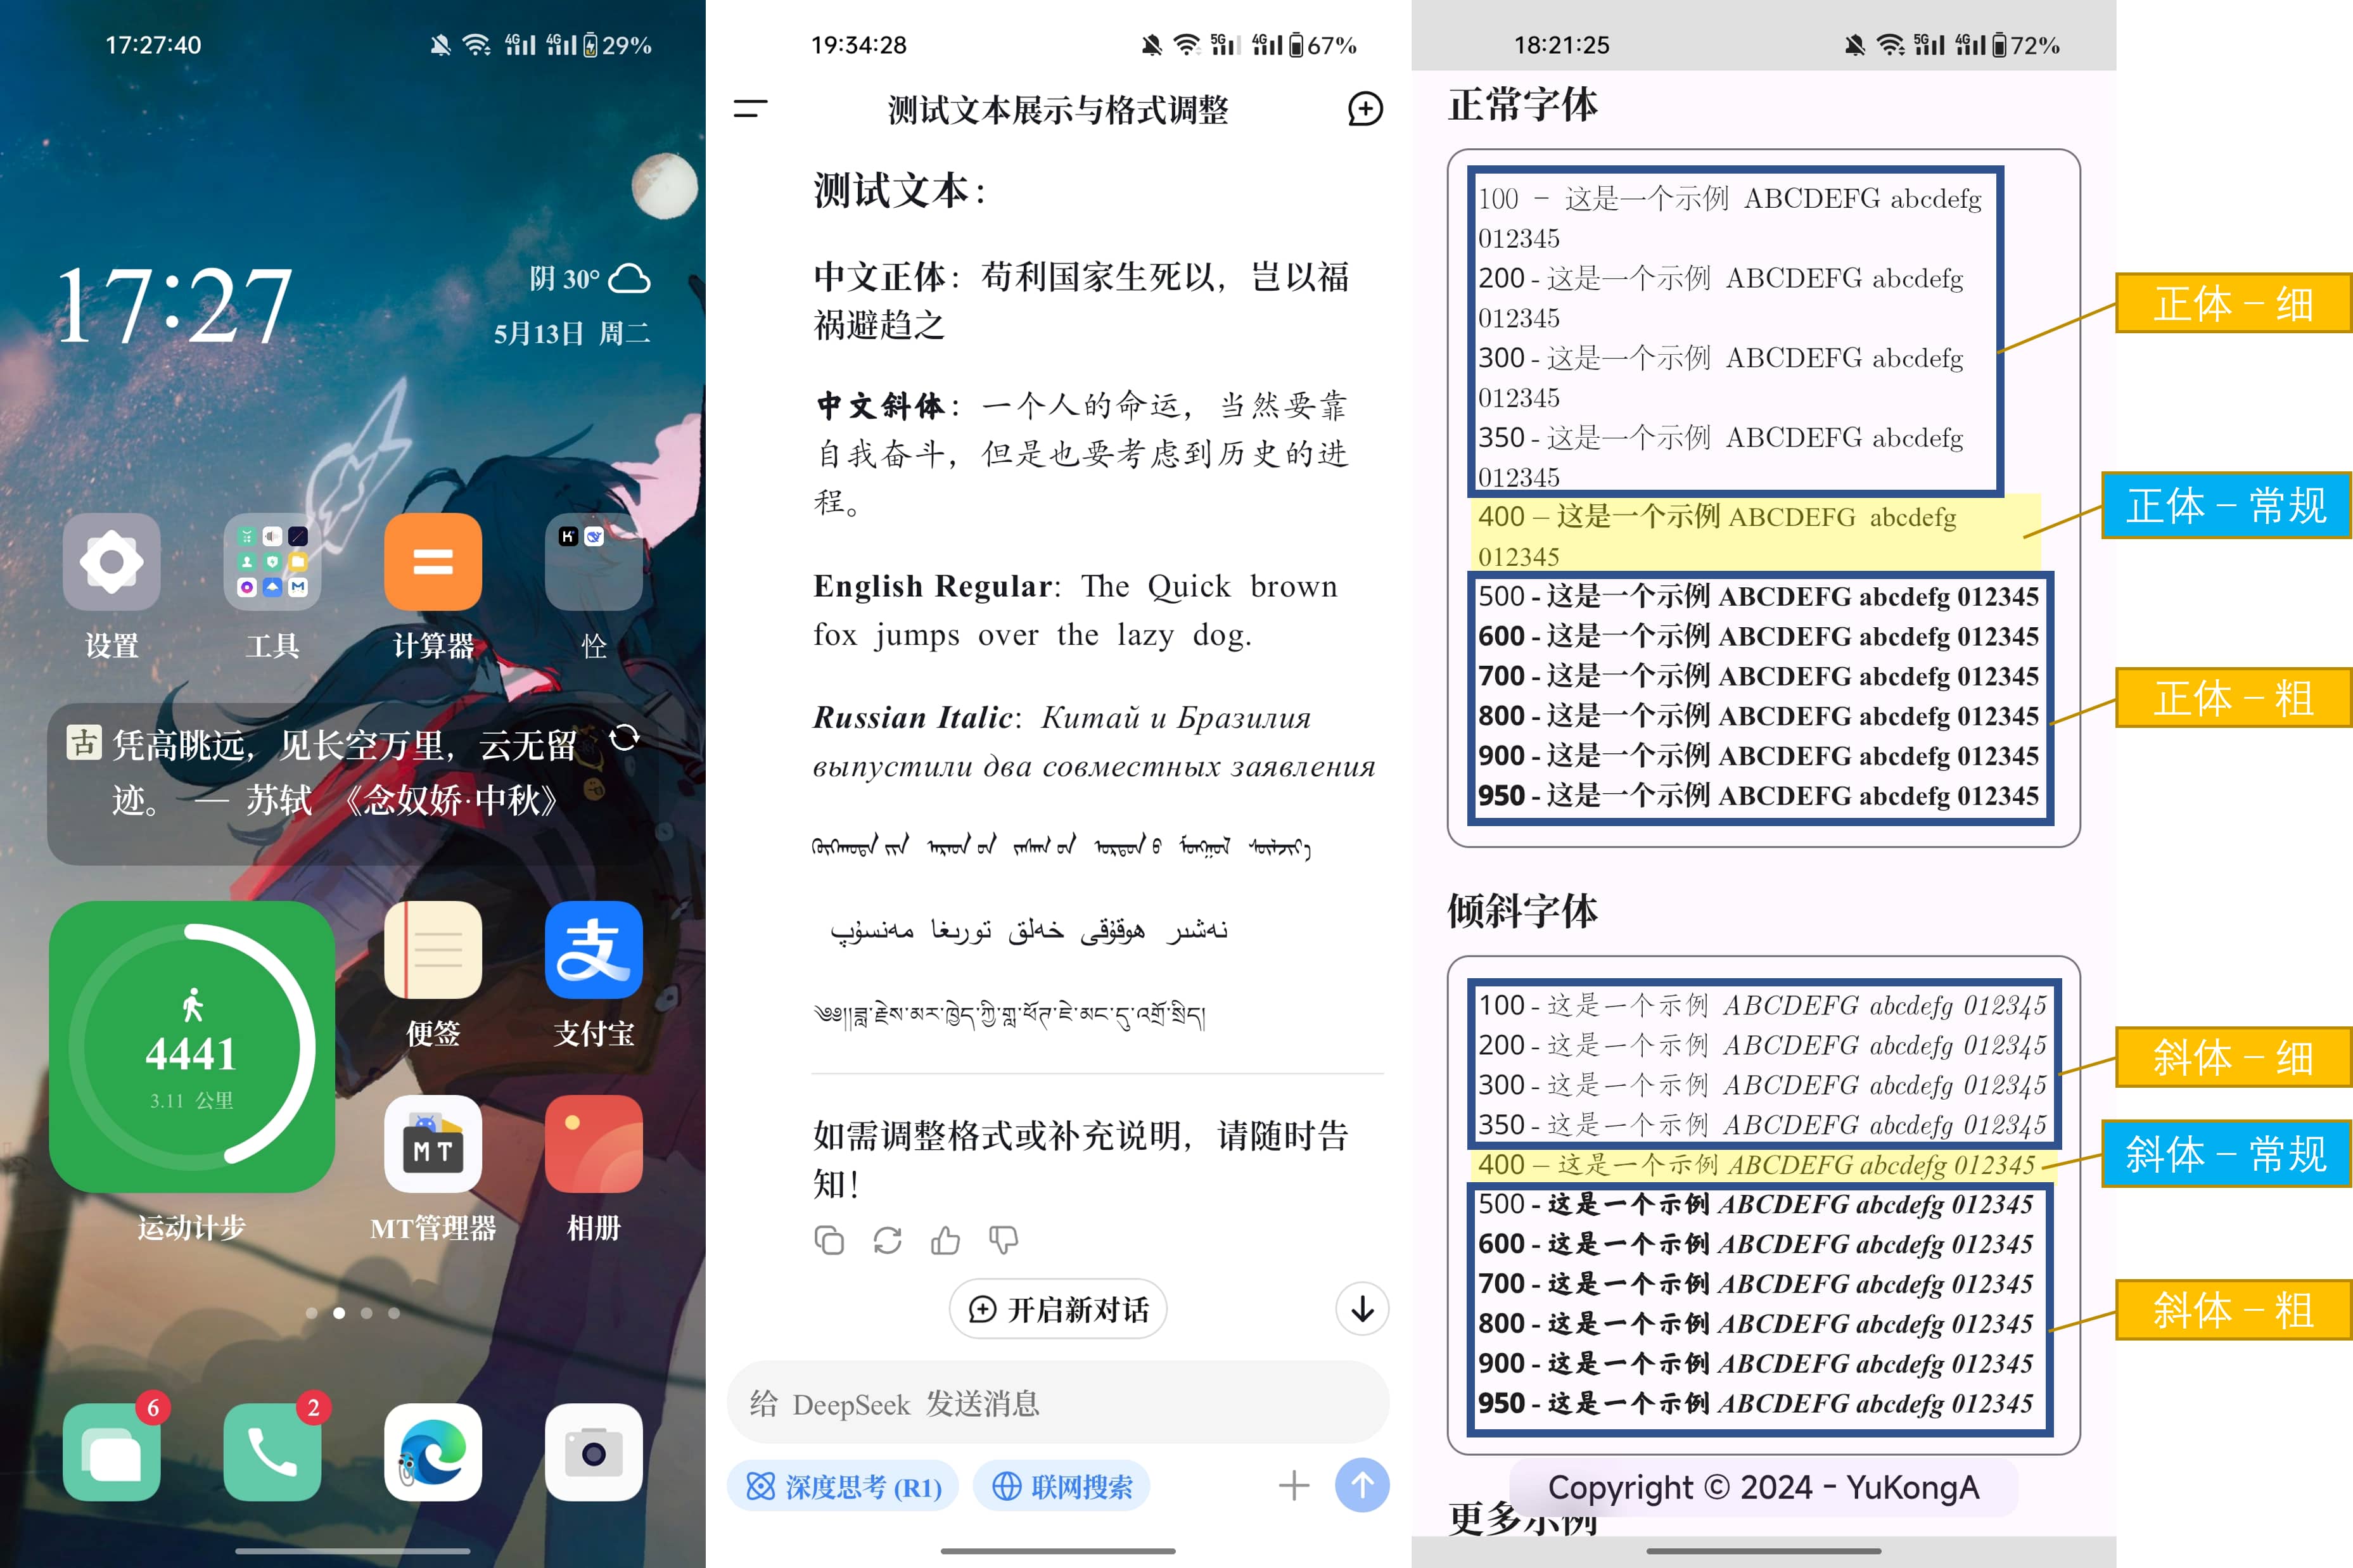 17:27:40
4G 4G 29%
17:27
阴 30°
5月13日 周二
设置
工具
计算器
恮
古 凭高眺远，见长空万里，云无留
迹。 — 苏轼 《念奴娇·中秋》
4441
3.11 公里
运动计步
便签
支
支付宝
MT
MT管理器
相册
6
2
19:34:28
5G 4G 67%
测试文本展示与格式调整
测试文本：
中文正体：苟利国家生死以，岂以福
祸避趋之
中文斜体：一个人的命运，当然要靠
自我奋斗，但是也要考虑到历史的进
程。
English Regular: The Quick brown
fox jumps over the lazy dog.
Russian Italic: Китай и Бразилия
выпустили два совместных заявления
نەشىر هوقۇقى خەلق تورىغا مەنسۇپ
如需调整格式或补充说明，请随时告
知！
开启新对话
给 DeepSeek 发送消息
深度思考 (R1)
联网搜索
18:21:25
5G 4G 72%
正常字体
100 – 这是一个示例 ABCDEFG abcdefg
012345
200 - 这是一个示例 ABCDEFG abcdefg
012345
300 - 这是一个示例 ABCDEFG abcdefg
012345
350 - 这是一个示例 ABCDEFG abcdefg
012345
400 – 这是一个示例 ABCDEFG abcdefg
012345
500 - 这是一个示例 ABCDEFG abcdefg 012345
600 - 这是一个示例 ABCDEFG abcdefg 012345
700 - 这是一个示例 ABCDEFG abcdefg 012345
800 - 这是一个示例 ABCDEFG abcdefg 012345
900 - 这是一个示例 ABCDEFG abcdefg 012345
950 - 这是一个示例 ABCDEFG abcdefg 012345
正体 – 细
正体 – 常规
正体 – 粗
倾斜字体
100 - 这是一个示例 ABCDEFG abcdefg 012345
200 - 这是一个示例 ABCDEFG abcdefg 012345
300 - 这是一个示例 ABCDEFG abcdefg 012345
350 - 这是一个示例 ABCDEFG abcdefg 012345
400 – 这是一个示例 ABCDEFG abcdefg 012345
500 - 这是一个示例 ABCDEFG abcdefg 012345
600 - 这是一个示例 ABCDEFG abcdefg 012345
700 - 这是一个示例 ABCDEFG abcdefg 012345
800 - 这是一个示例 ABCDEFG abcdefg 012345
900 - 这是一个示例 ABCDEFG abcdefg 012345
950 - 这是一个示例 ABCDEFG abcdefg 012345
斜体 – 细
斜体 – 常规
斜体 – 粗
Copyright © 2024 - YuKongA
更多示例